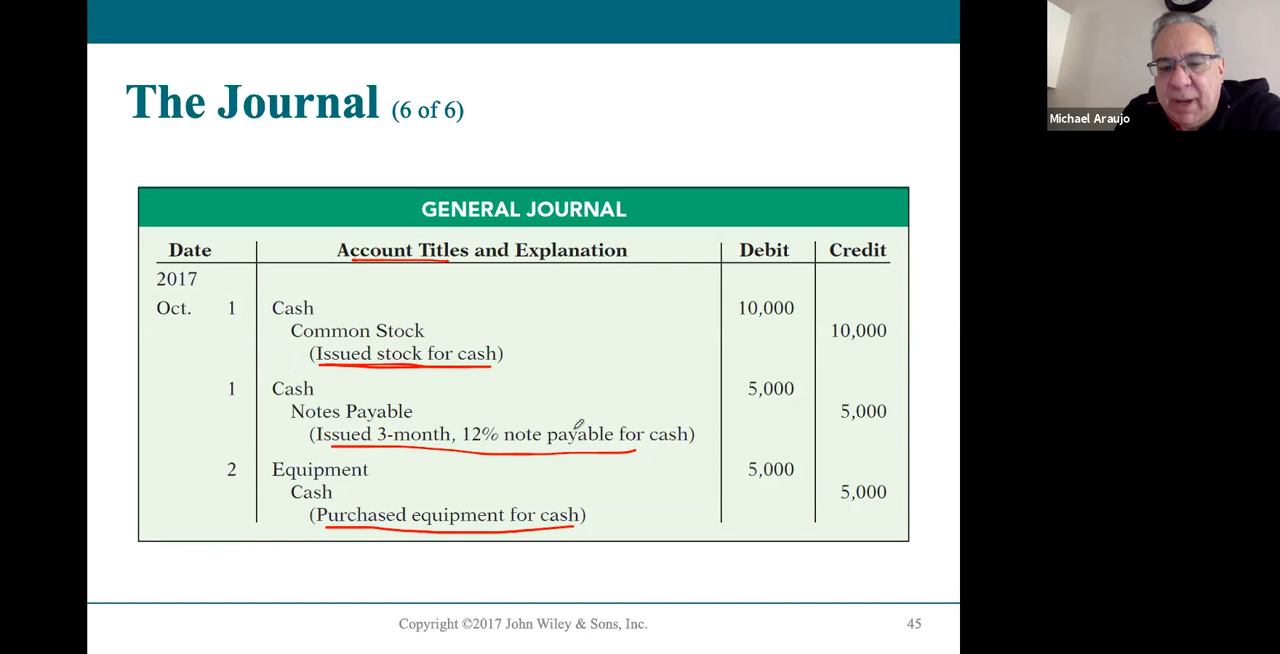 The Journal (6 of 6)
Michael Araujo
GENERAL JOURNAL
Date Account Titles and Explanation Debit Credit
2017
Oct. 1 Cash 10,000
Common Stock 10,000
(Issued stock for cash)
1 Cash 5,000
Notes Payable 5,000
(Issued 3-month, 12% note payable for cash)
2 Equipment 5,000
Cash 5,000
(Purchased equipment for cash)
Copyright ©2017 John Wiley & Sons, Inc. 45